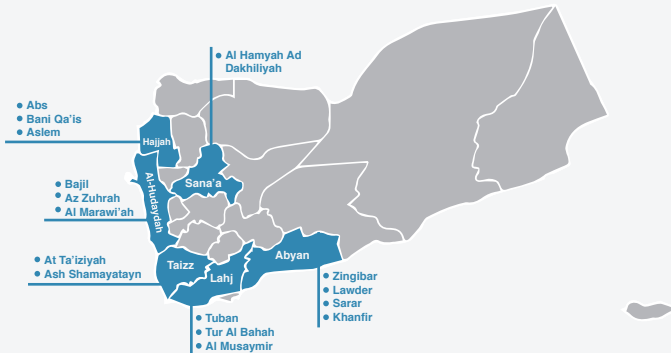 Al Hamyah Ad
Dakhiliyah
Abs
Bani Qa'is
Aslem
Hajjah
Al-Hudaydah
Sana'a
Bajil
Az Zuhrah
Al Marawi'ah
At Ta'iziyah
Ash Shamayatayn
Taizz
Lahj
Abyan
Zingibar
Lawder
Sarar
Khanfir
Tuban
Tur Al Bahah
Al Musaymir